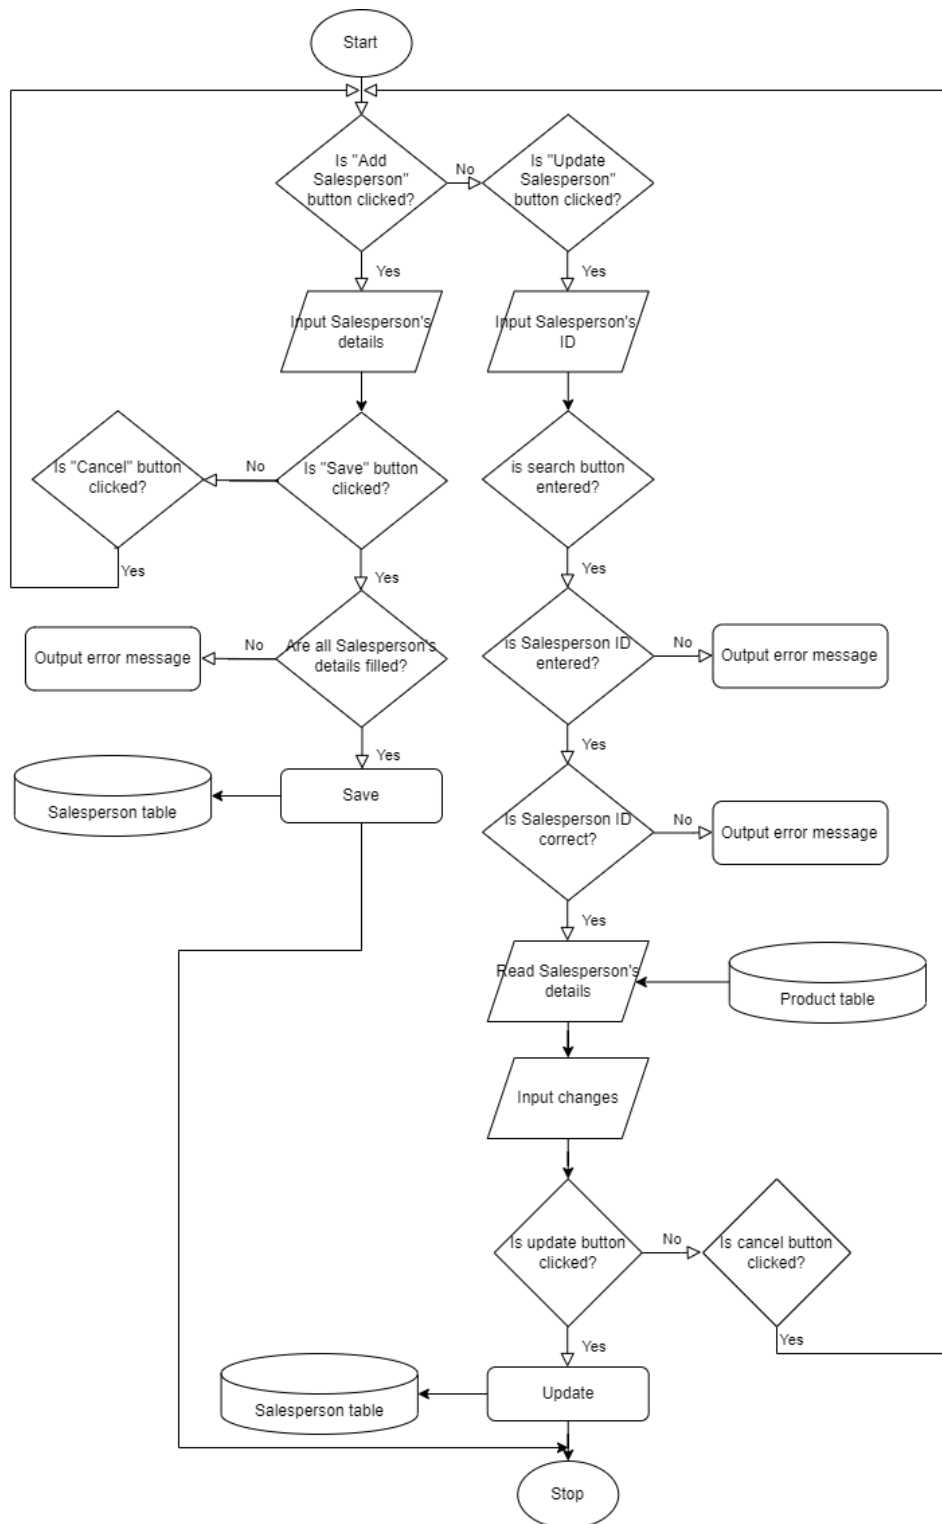 Start
Is "Add
Salesperson"
button clicked?
No
Is "Update
Salesperson"
button clicked?
Yes
Yes
Input Salesperson's
details
Input Salesperson's
ID
Is "Cancel" button
clicked?
No
Is "Save" button
clicked?
is search button
entered?
Yes
Yes
Yes
Output error message
No
Are all Salesperson's
details filled?
is Salesperson ID
entered?
No
Output error message
Yes
Yes
Salesperson table
Save
Is Salesperson ID
correct?
No
Output error message
Yes
Read Salesperson's
details
Product table
Input changes
Is update button
clicked?
No
Is cancel button
clicked?
Yes
Yes
Salesperson table
Update
Stop